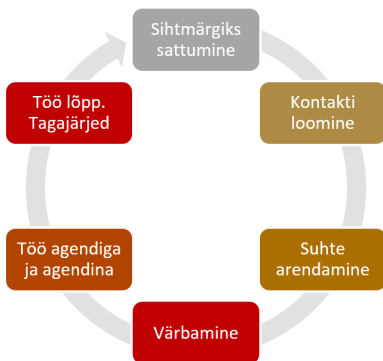 Sihtmärgiks
sattumine
Kontakti
loomine
Suhte
arendamine
Värbamine
Töö agendiga
ja agendina
Töö lõpp.
Tagajärjed